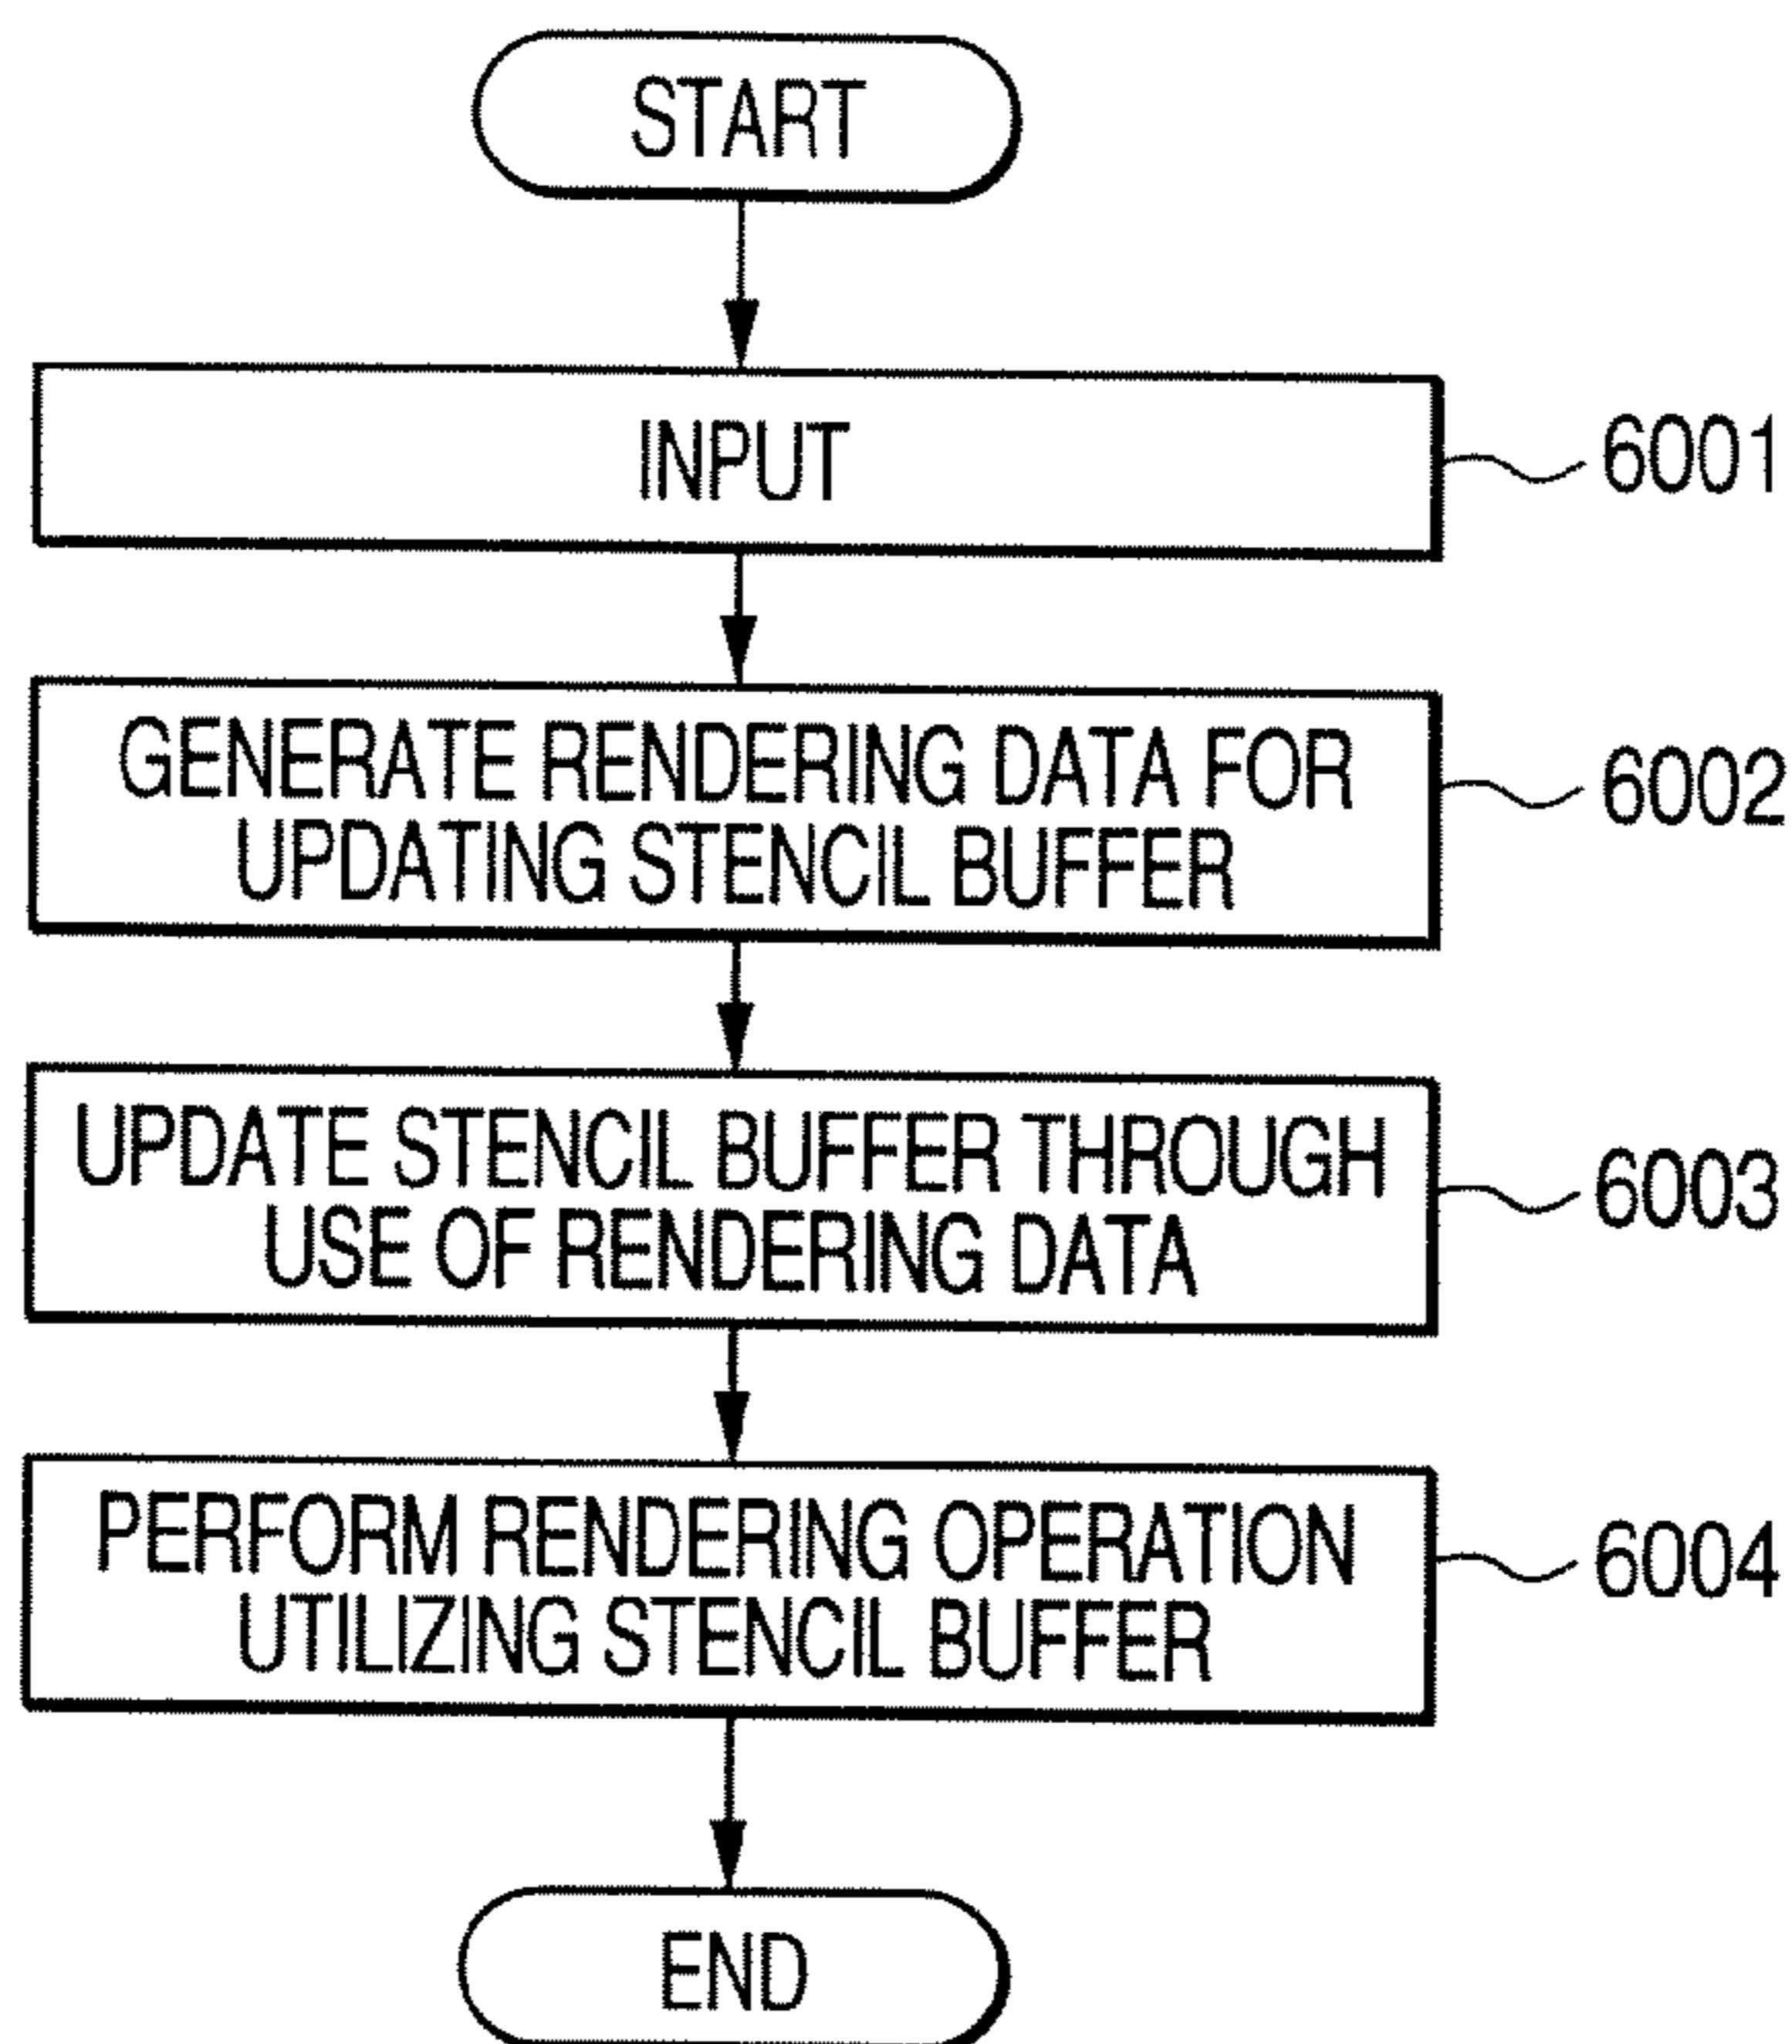 START
INPUT
6001
GENERATE RENDERING DATA FOR
UPDATING STENCIL BUFFER
6002
UPDATE STENCIL BUFFER THROUGH
USE OF RENDERING DATA
6003
PERFORM RENDERING OPERATION
UTILIZING STENCIL BUFFER
6004
END